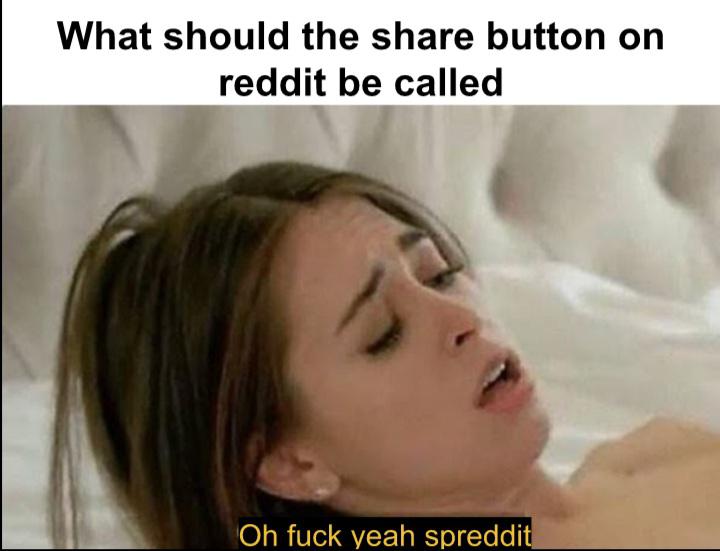 What should the share button on
reddit be called
Oh fuck yeah spreddit